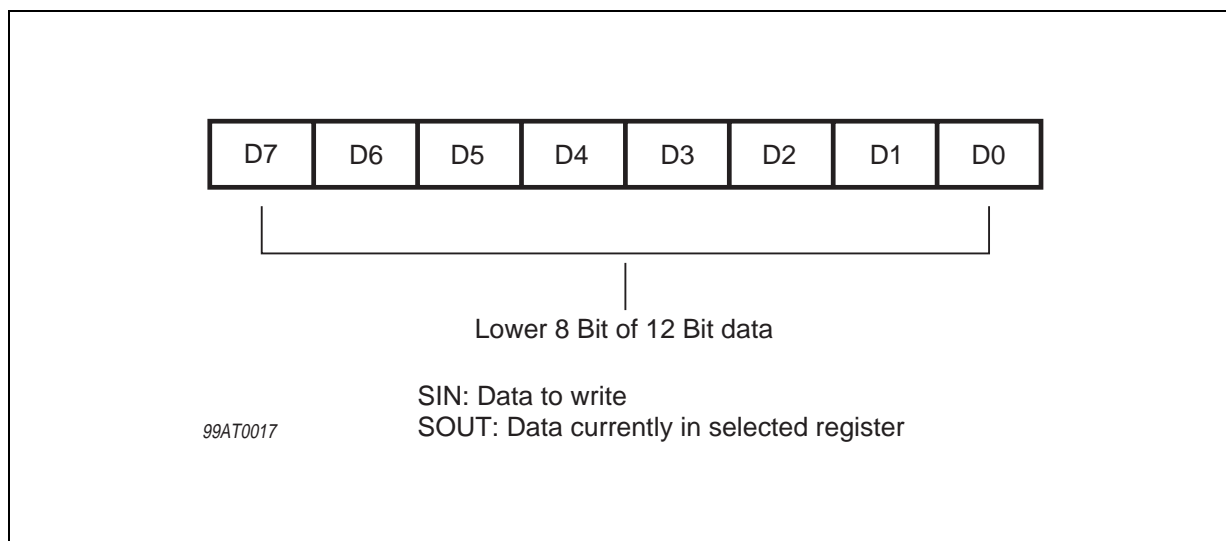 D7 D6 D5 D4 D3 D2 D1 D0
Lower 8 Bit of 12 Bit data
SIN: Data to write
SOUT: Data currently in selected register
99AT0017